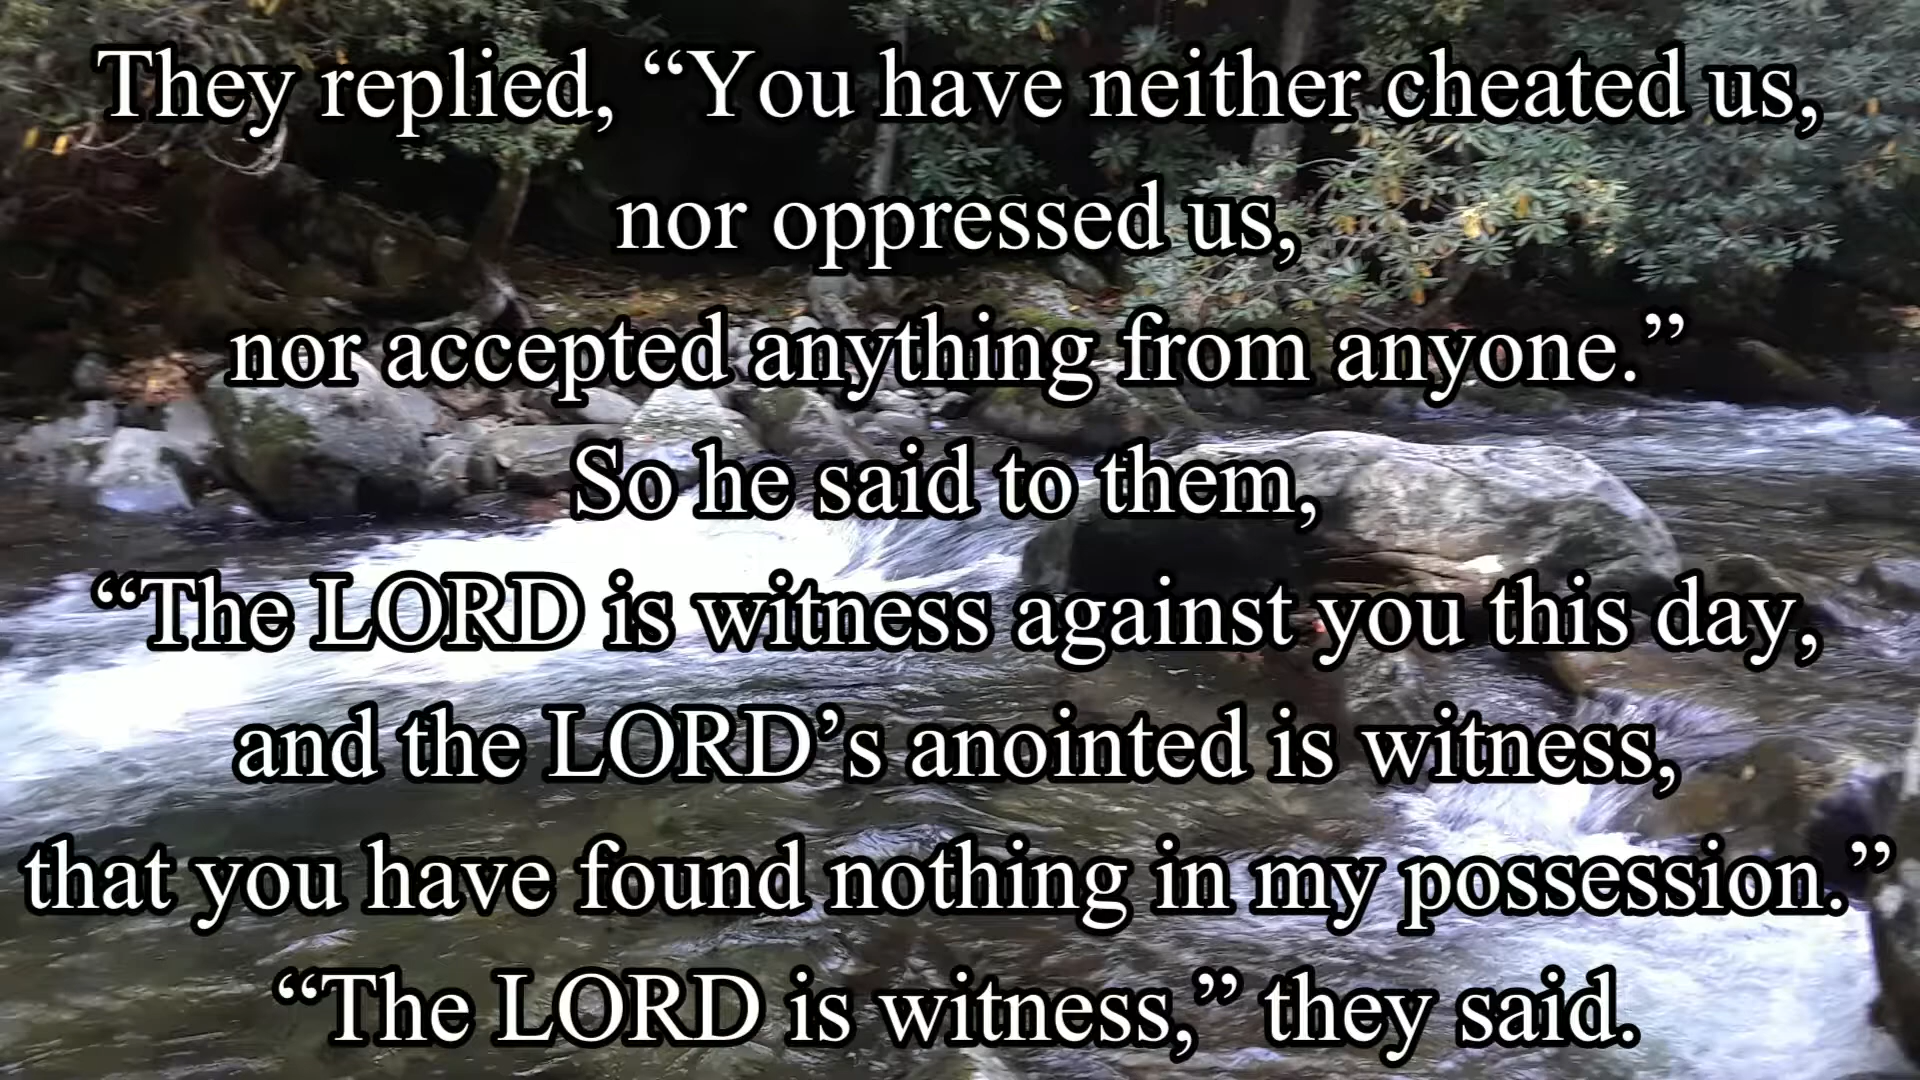 They replied, “You have neither cheated us,
nor oppressed us,
nor accepted anything from anyone.”
So he said to them,
“The LORD is witness against you this day,
and the LORD’s anointed is witness,
that you have found nothing in my possession.”
“The LORD is witness,” they said.